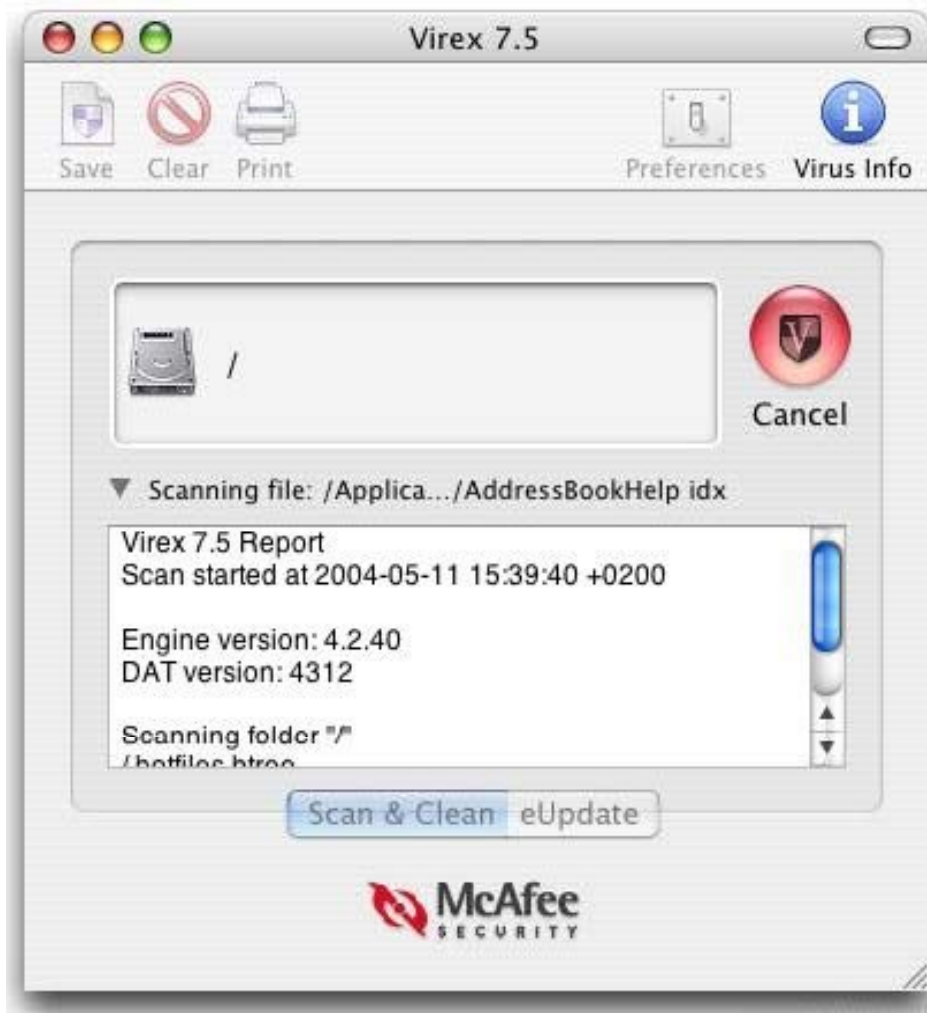 Virex 7.5
Save Clear Print Preferences Virus Info
/
Cancel
Scanning file: /Applica.../AddressBookHelp idx
Virex 7.5 Report
Scan started at 2004-05-11 15:39:40 +0200
Engine version: 4.2.40
DAT version: 4312
Scanning folder "/"
/.hotfiles.btree
Scan & Clean eUpdate
McAfee
SECURITY